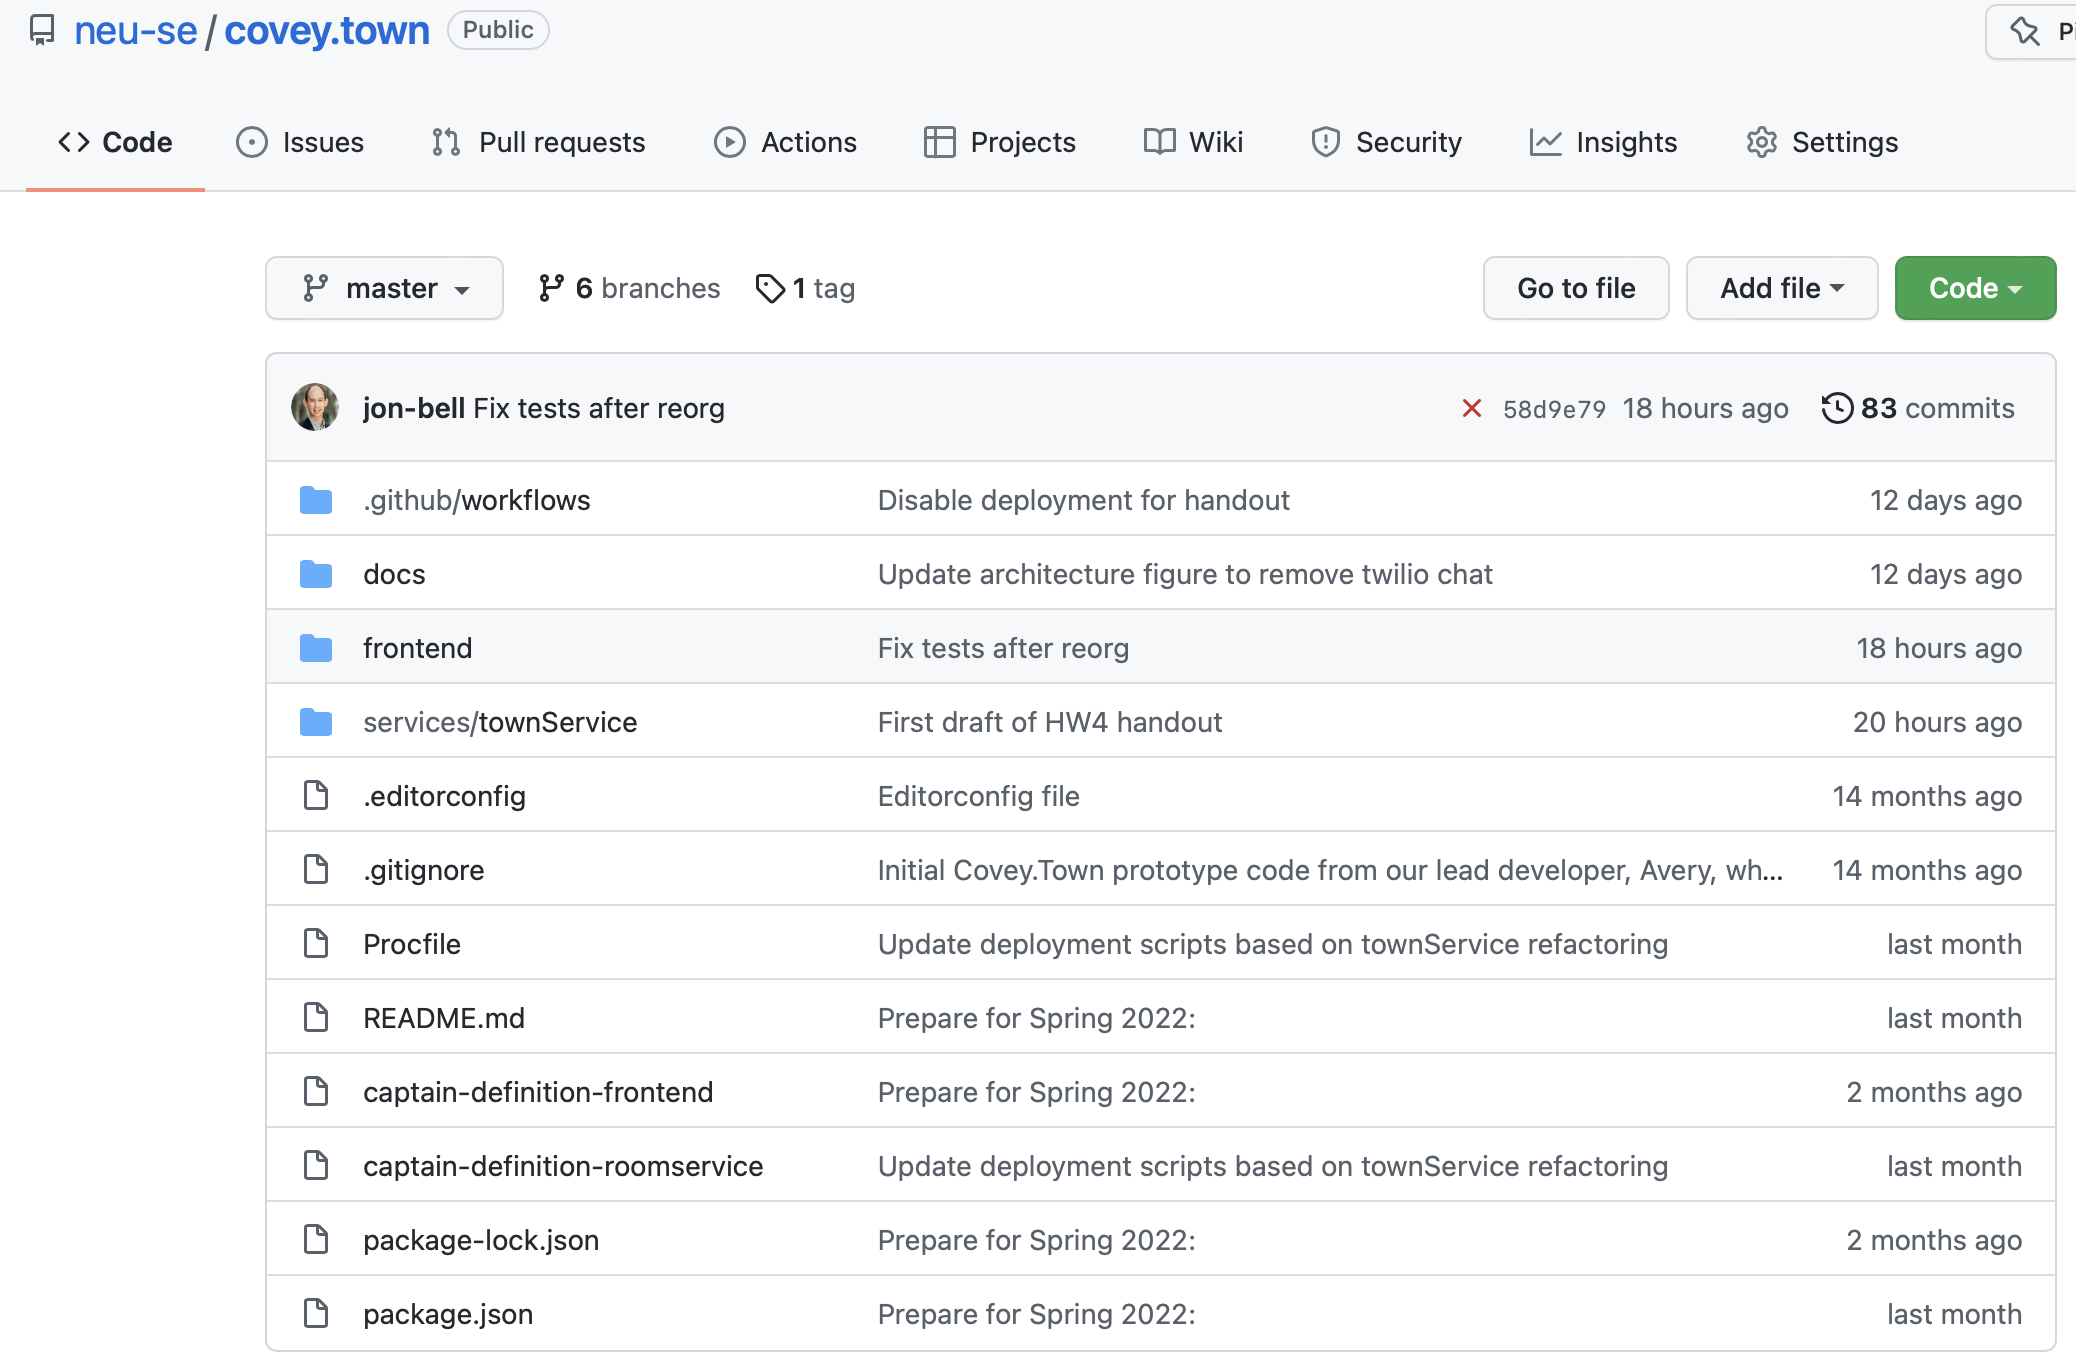 neu-se / covey.town Public
Code Issues Pull requests Actions Projects Wiki Security Insights Settings
master 6 branches 1 tag Go to file Add file Code
jon-bell Fix tests after reorg 58d9e79 18 hours ago 83 commits
.github/workflows Disable deployment for handout 12 days ago
docs Update architecture figure to remove twilio chat 12 days ago
frontend Fix tests after reorg 18 hours ago
services/townService First draft of HW4 handout 20 hours ago
.editorconfig Editorconfig file 14 months ago
.gitignore Initial Covey.Town prototype code from our lead developer, Avery, wh... 14 months ago
Procfile Update deployment scripts based on townService refactoring last month
README.md Prepare for Spring 2022: last month
captain-definition-frontend Prepare for Spring 2022: 2 months ago
captain-definition-roomservice Update deployment scripts based on townService refactoring last month
package-lock.json Prepare for Spring 2022: 2 months ago
package.json Prepare for Spring 2022: last month